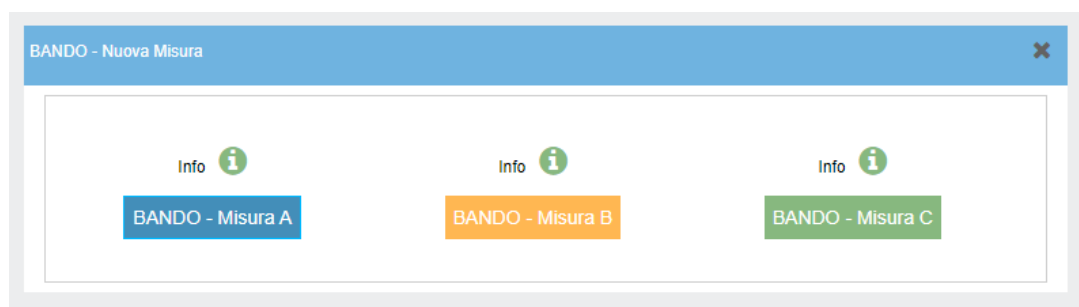 BANDO - Nuova Misura
Info
Info
Info
BANDO - Misura A
BANDO - Misura B
BANDO - Misura C